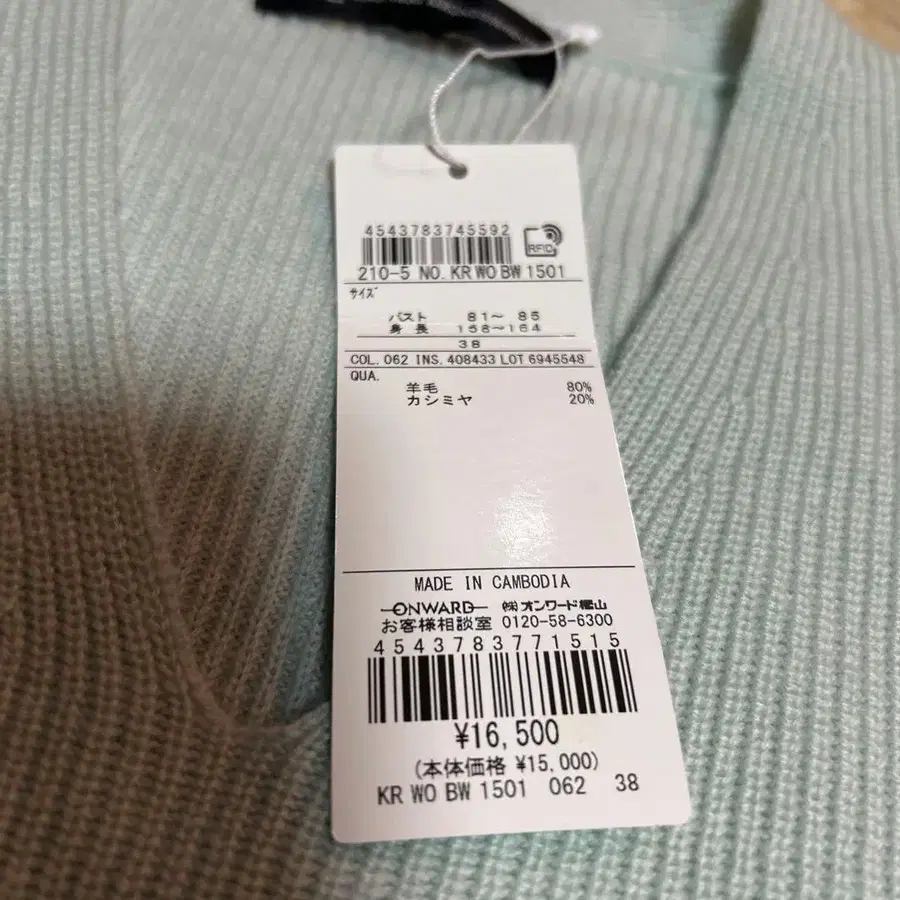 4543783745592
RFID
210-5 NO. KR WO BW 1501
サイズ
バスト 81～ 85
身長 158～164
38
COL. 062 INS. 408433 LOT 6945548
QUA.
羊毛 80%
カシミヤ 20%
MADE IN CAMBODIA
ONWARD ㈱オンワード樫山
お客様相談室 0120-58-6300
4543783771515
¥16,500
(本体価格 ¥15,000)
KR WO BW 1501 062 38